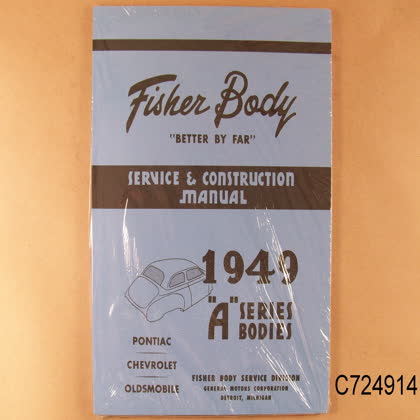 Fisher Body
"BETTER BY FAR"
SERVICE & CONSTRUCTION
MANUAL
1949
"A" SERIES
BODIES
PONTIAC
CHEVROLET
OLDSMOBILE
FISHER BODY SERVICE DIVISION
GENERAL MOTORS CORPORATION
DETROIT, MICHIGAN
C724914